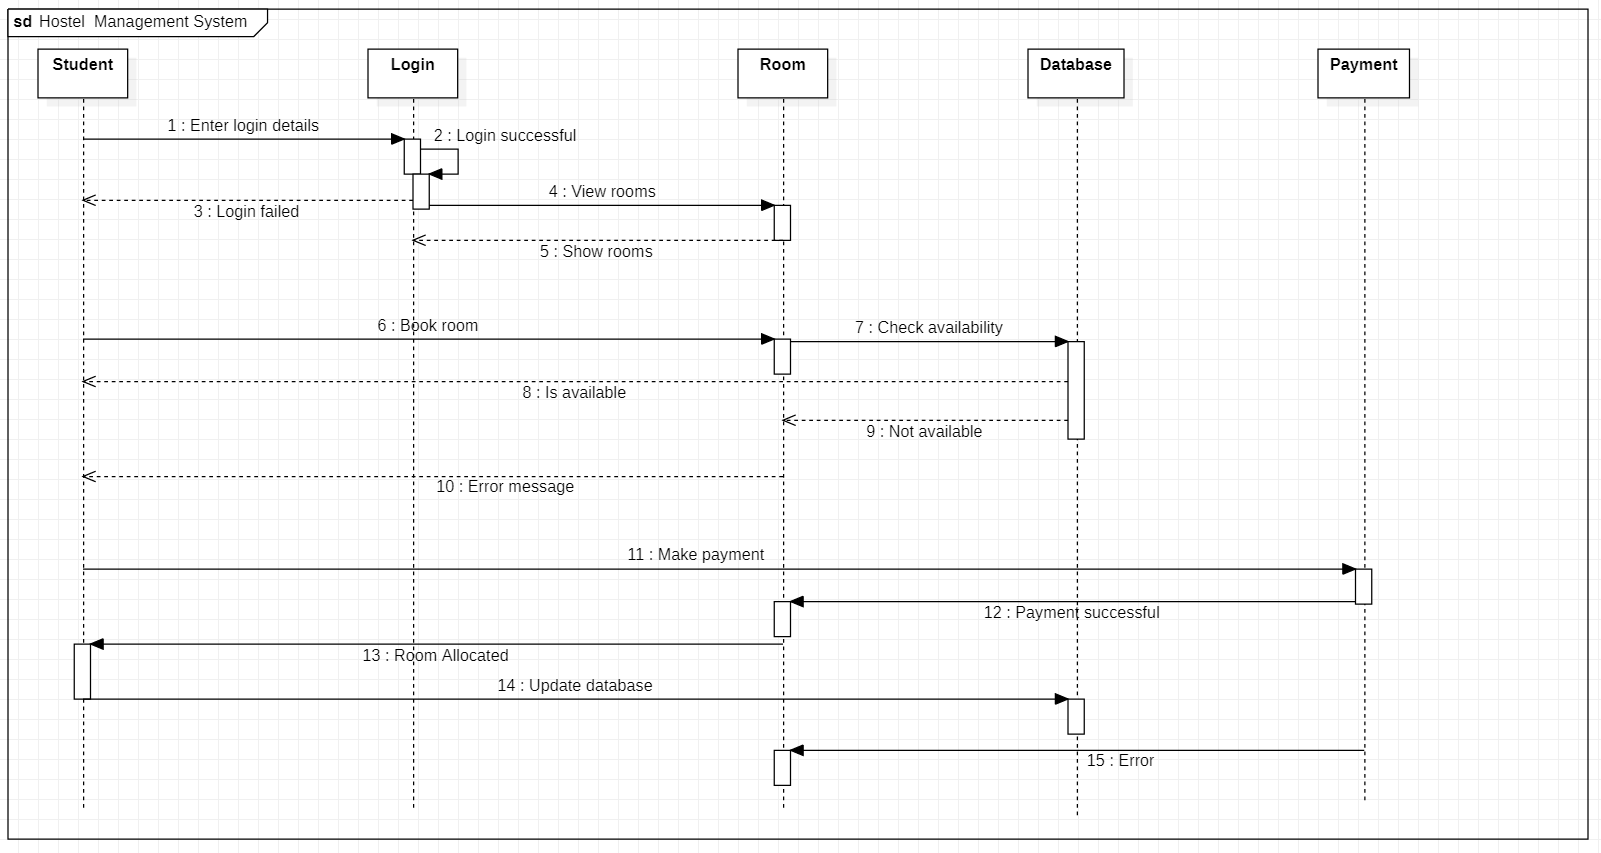 sd Hostel  Management System
Student
Login
Room
Database
Payment
1 : Enter login details
2 : Login successful
3 : Login failed
4 : View rooms
5 : Show rooms
6 : Book room
7 : Check availability
8 : Is available
9 : Not available
10 : Error message
11 : Make payment
12 : Payment successful
13 : Room Allocated
14 : Update database
15 : Error